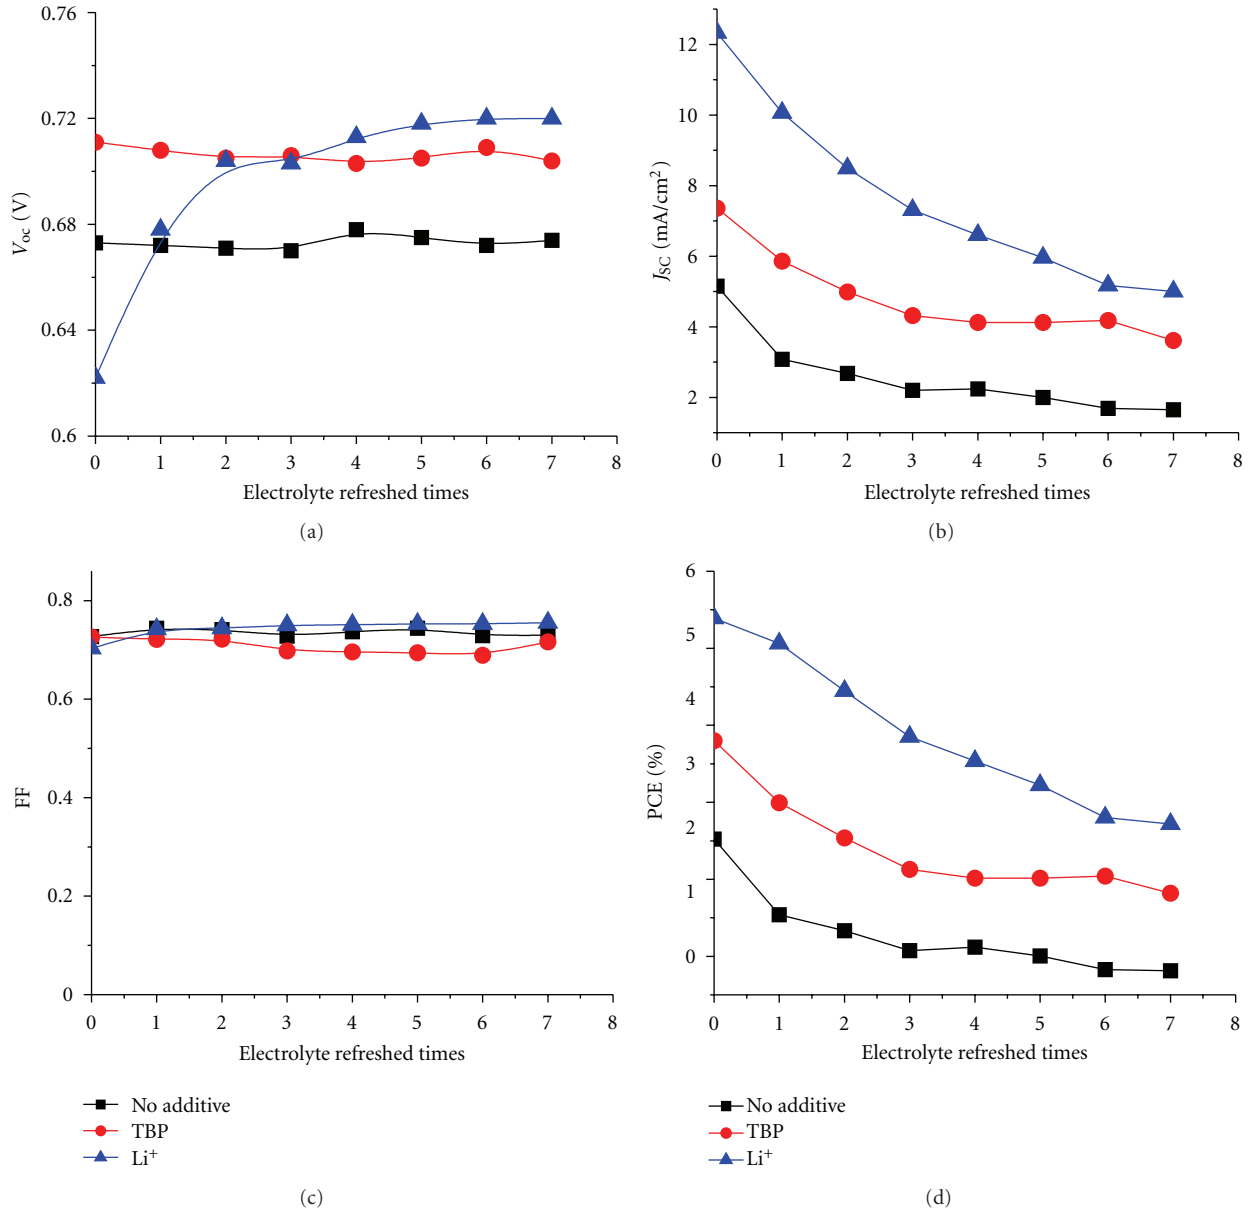 0.76
0.72
0.68
0.64
0.6
V_oc (V)
0 1 2 3 4 5 6 7 8
Electrolyte refreshed times
(a)
12
10
8
6
4
2
J_SC (mA/cm²)
0 1 2 3 4 5 6 7 8
Electrolyte refreshed times
(b)
0.8
0.6
0.4
0.2
0
FF
0 1 2 3 4 5 6 7 8
Electrolyte refreshed times
No additive
TBP
Li⁺
(c)
6
5
4
3
2
1
0
PCE (%)
0 1 2 3 4 5 6 7 8
Electrolyte refreshed times
No additive
TBP
Li⁺
(d)